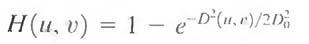 H(u, v) = 1 − e^{−D²(u, v)/2D₀²}